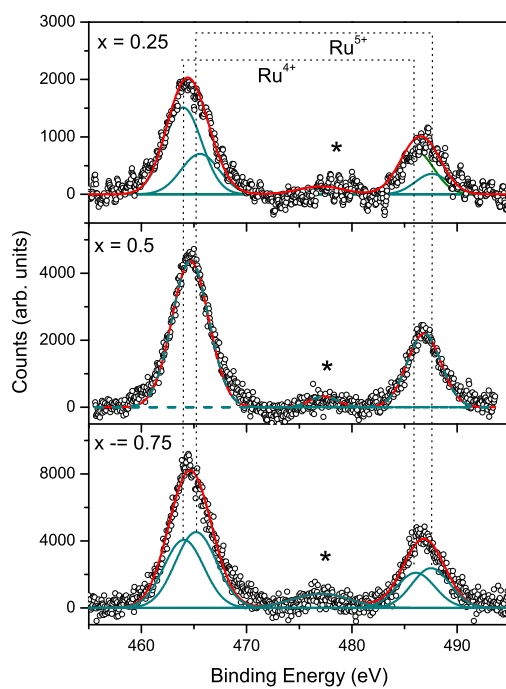 3000
x = 0.25
Ru5+
Ru4+
2000
*
1000
0
x = 0.5
4000
2000
*
0
x -= 0.75
8000
4000
*
0
Counts (arb. units)
460 470 480 490
Binding Energy (eV)